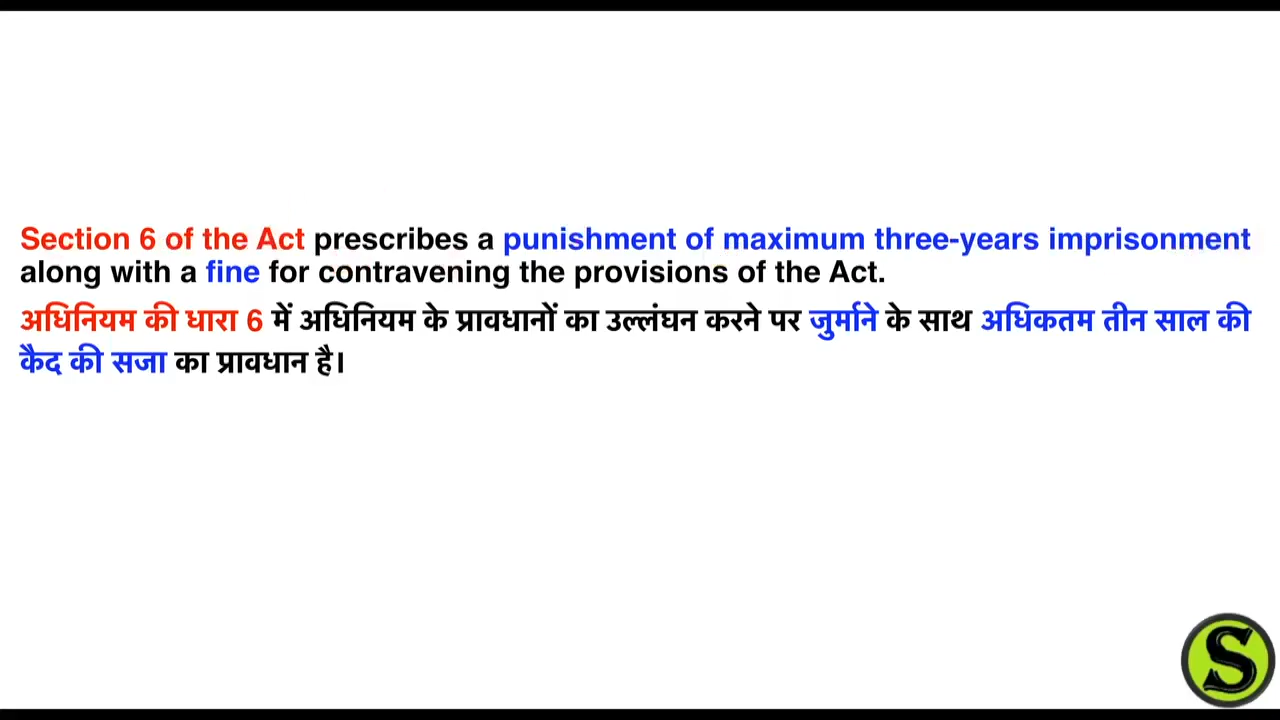 Section 6 of the Act prescribes a punishment of maximum three-years imprisonment
along with a fine for contravening the provisions of the Act.
अधिनियम की धारा 6 में अधिनियम के प्रावधानों का उल्लंघन करने पर जुर्माने के साथ अधिकतम तीन साल की
कैद की सजा का प्रावधान है।
S